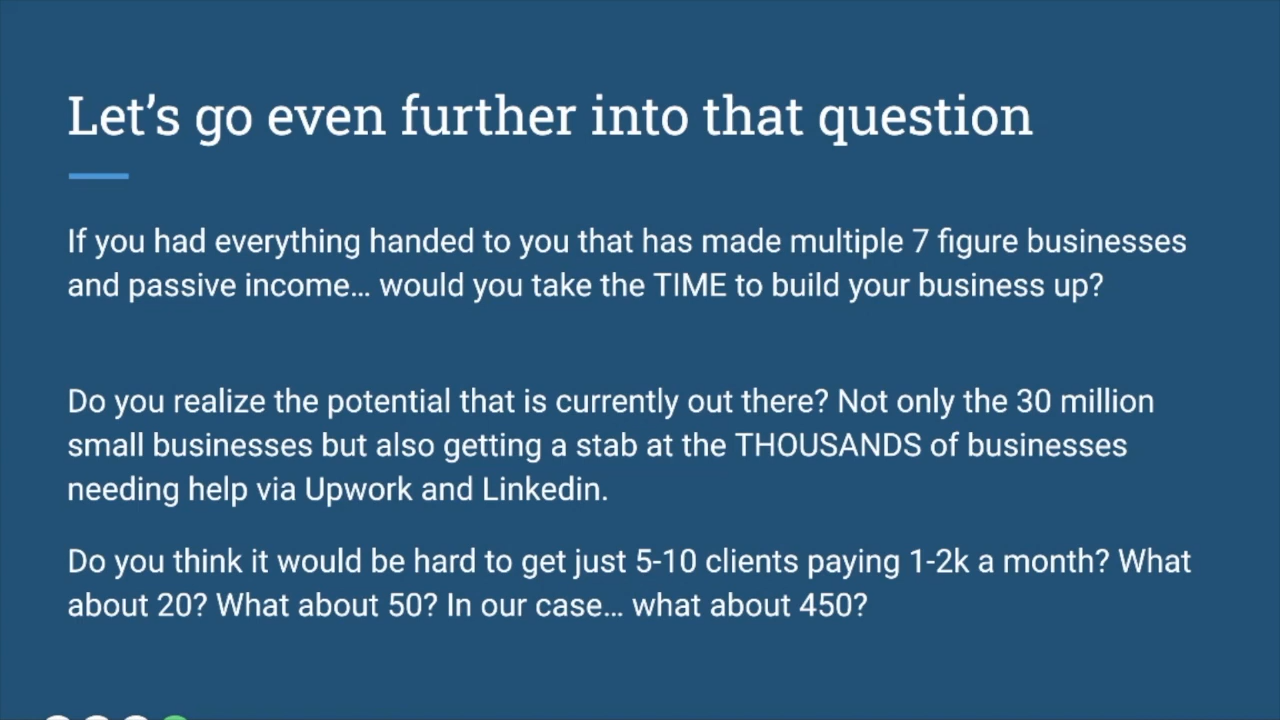 Let’s go even further into that question
If you had everything handed to you that has made multiple 7 figure businesses
and passive income… would you take the TIME to build your business up?
Do you realize the potential that is currently out there? Not only the 30 million
small businesses but also getting a stab at the THOUSANDS of businesses
needing help via Upwork and Linkedin.
Do you think it would be hard to get just 5-10 clients paying 1-2k a month? What
about 20? What about 50? In our case… what about 450?